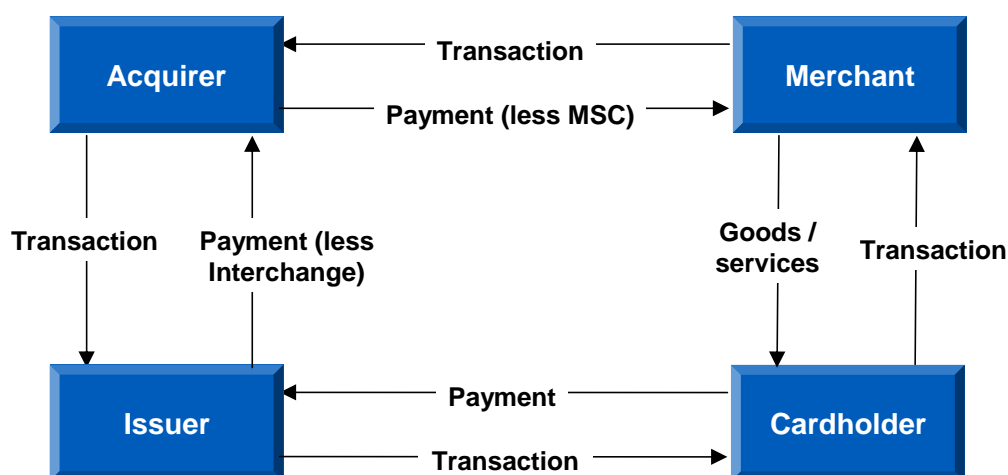 Transaction
Acquirer
Merchant
Payment (less MSC)
Transaction
Payment (less
Interchange)
Goods /
services
Transaction
Payment
Issuer
Cardholder
Transaction